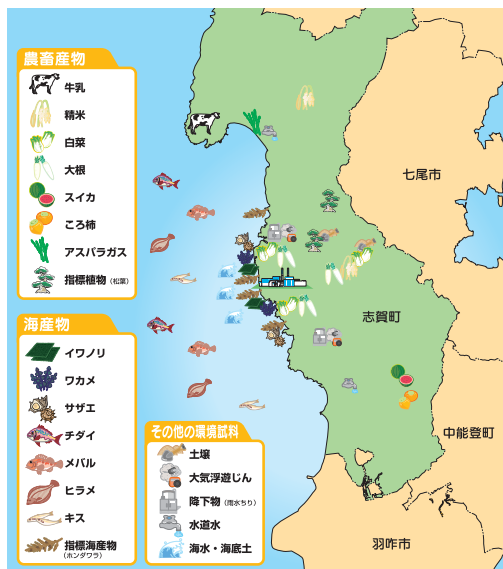 農畜産物
牛乳
精米
白菜
大根
スイカ
ころ柿
アスパラガス
指標植物（松葉）
海産物
イワノリ
ワカメ
サザエ
チダイ
メバル
ヒラメ
キス
指標海産物
（ホンダワラ）
その他の環境試料
土壌
大気浮遊じん
降下物（雨水ちり）
水道水
海水・海底土
七尾市
志賀町
中能登町
羽咋市